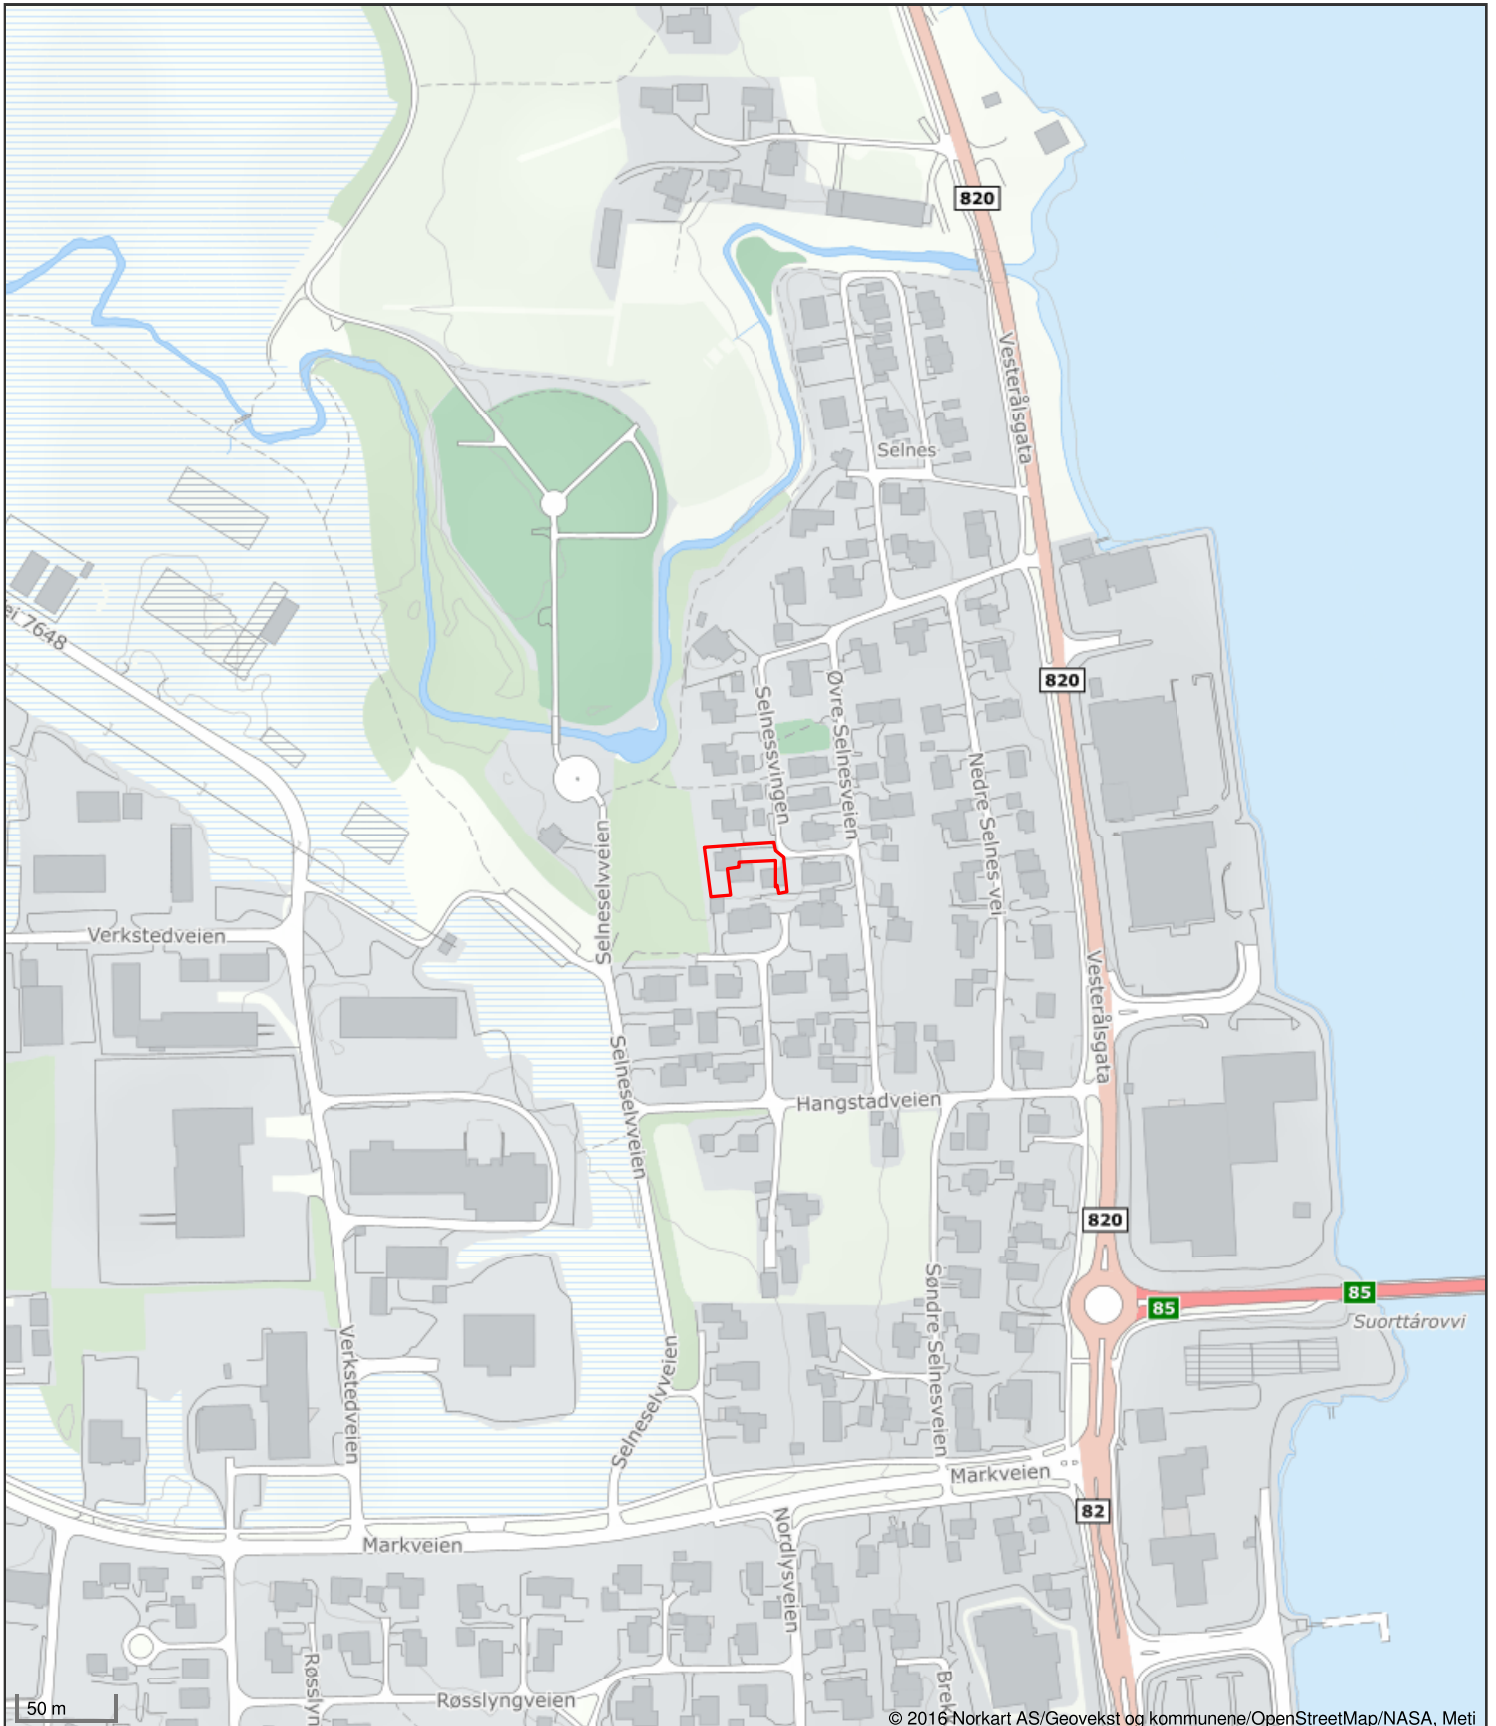 820
Vesterålsgata
Selnes
ei 7648
820
Selnessvingen
Øvre Selnesveien
Nedre Selnes vei
Selneselvveien
Verkstedveien
Vesterålsgata
Selneselvveien
Hangstadveien
820
85
85
Suorttárovvi
Søndre Selnesveien
Verkstedveien
Selneselvveien
Markveien
82
Markveien
Nordlysveien
Røsslyn
Røsslyngveien
Brekk
50 m
© 2016 Norkart AS/Geovekst og kommunene/OpenStreetMap/NASA, Meti